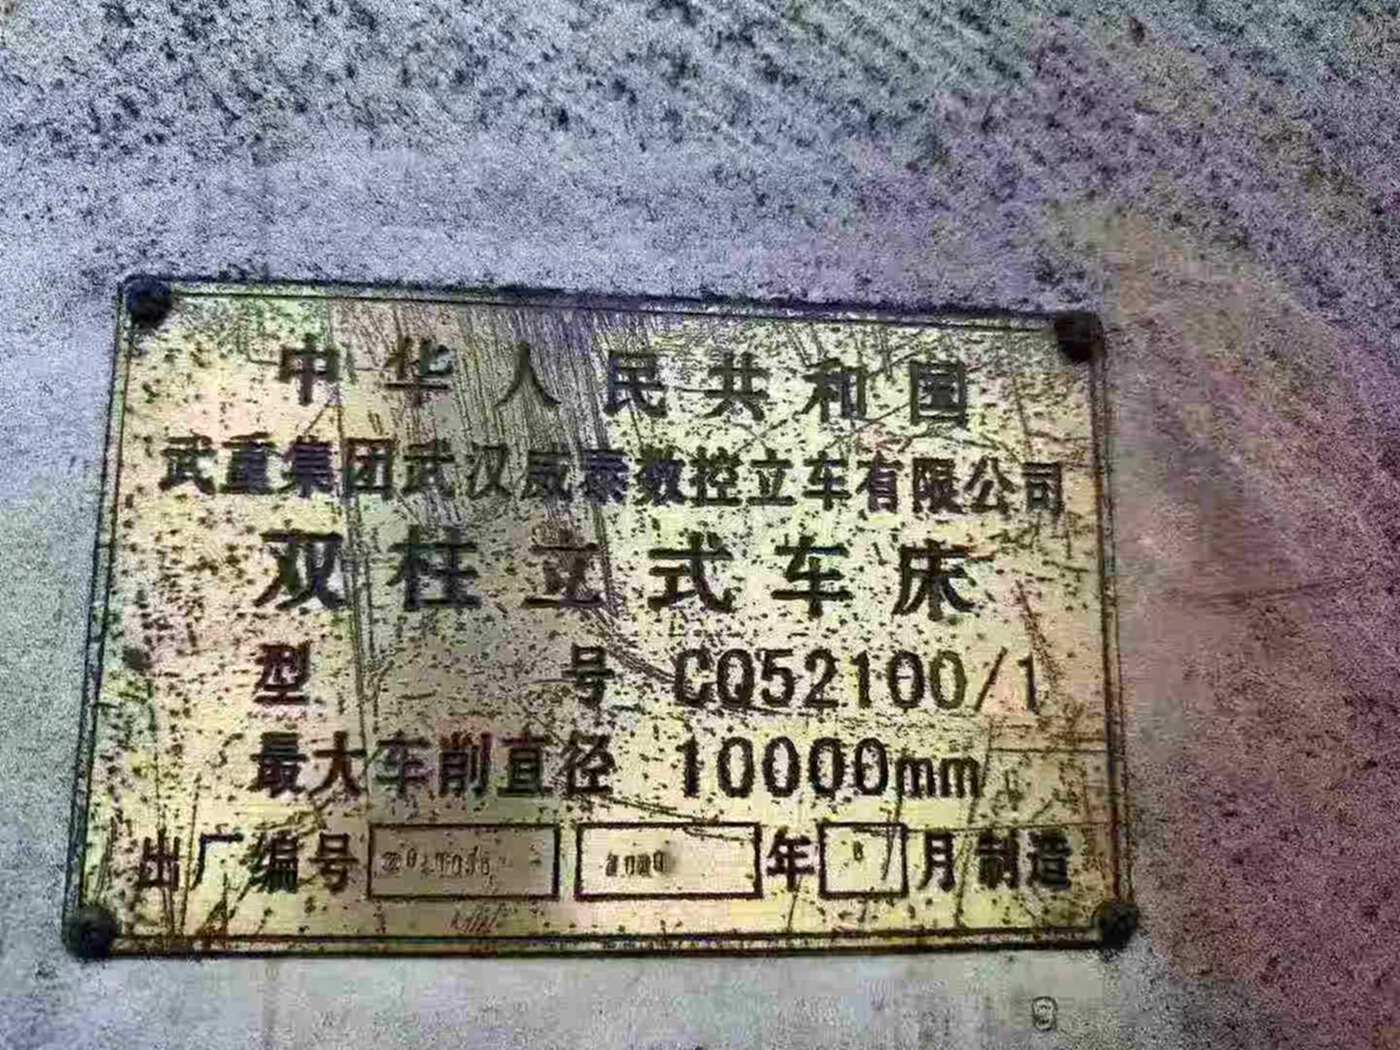 中华人民共和国
武重集团武汉威泰数控立车有限公司
双柱立式车床
型 号 CQ52100/1
最大车削直径 10000mm
出厂编号 年 月制造